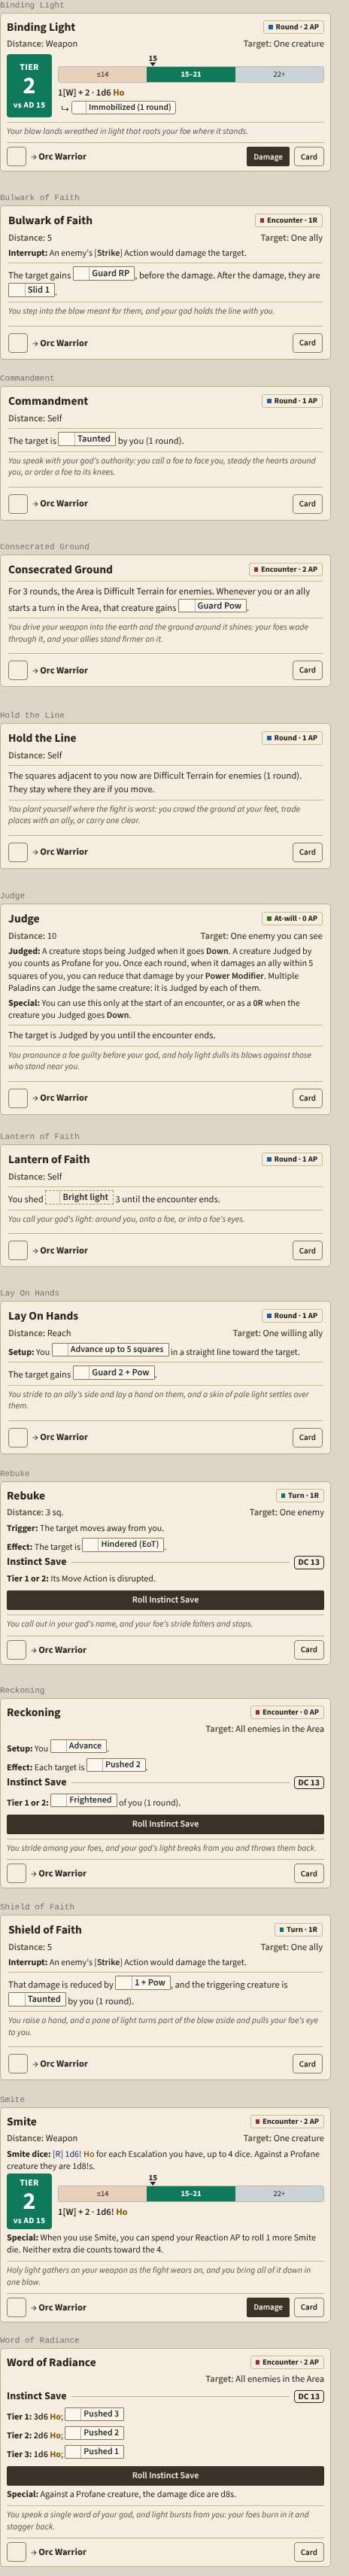 Binding Light
Binding Light
Round · 2 AP
Distance: Weapon
Target: One creature
TIER
2
vs AD 15
15
≤14
15–21
22+
1[W] + 2 · 1d6 Ho
↪ Immobilized (1 round)
Your blow lands wreathed in light that roots your foe where it stands.
→ Orc Warrior
Damage
Card
Bulwark of Faith
Bulwark of Faith
Encounter · 1R
Distance: 5
Target: One ally
Interrupt: An enemy's [Strike] Action would damage the target.
The target gains Guard RP, before the damage. After the damage, they are
Slid 1.
You step into the blow meant for them, and your god holds the line with you.
→ Orc Warrior
Card
Commandment
Commandment
Round · 1 AP
Distance: Self
The target is Taunted by you (1 round).
You speak with your god's authority: you call a foe to face you, steady the hearts around
you, or order a foe to its knees.
→ Orc Warrior
Card
Consecrated Ground
Consecrated Ground
Encounter · 2 AP
For 3 rounds, the Area is Difficult Terrain for enemies. Whenever you or an ally
starts a turn in the Area, that creature gains Guard Pow.
You drive your weapon into the earth and the ground around it shines: your foes wade
through it, and your allies stand firmer on it.
→ Orc Warrior
Card
Hold the Line
Hold the Line
Round · 1 AP
Distance: Self
The squares adjacent to you now are Difficult Terrain for enemies (1 round).
They stay where they are if you move.
You plant yourself where the fight is worst: you crowd the ground at your feet, trade
places with an ally, or carry one clear.
→ Orc Warrior
Card
Judge
Judge
At-will · 0 AP
Distance: 10
Target: One enemy you can see
Judged: A creature stops being Judged when it goes Down. A creature Judged by
you counts as Profane for you. Once each round, when it damages an ally within 5
squares of you, you can reduce that damage by your Power Modifier. Multiple
Paladins can Judge the same creature: it is Judged by each of them.
Special: You can use this only at the start of an encounter, or as a 0R when the
creature you Judged goes Down.
The target is Judged by you until the encounter ends.
You pronounce a foe guilty before your god, and holy light dulls its blows against those
who stand near you.
→ Orc Warrior
Card
Lantern of Faith
Lantern of Faith
Round · 1 AP
Distance: Self
You shed Bright light 3 until the encounter ends.
You call your god's light: around you, onto a foe, or into a foe's eyes.
→ Orc Warrior
Card
Lay On Hands
Lay On Hands
Round · 1 AP
Distance: Reach
Target: One willing ally
Setup: You Advance up to 5 squares in a straight line toward the target.
The target gains Guard 2 + Pow.
You stride to an ally's side and lay a hand on them, and a skin of pale light settles over
them.
→ Orc Warrior
Card
Rebuke
Rebuke
Turn · 1R
Distance: 3 sq.
Target: One enemy
Trigger: The target moves away from you.
Effect: The target is Hindered (EoT).
Instinct Save
DC 13
Tier 1 or 2: Its Move Action is disrupted.
Roll Instinct Save
You call out in your god's name, and your foe's stride falters and stops.
→ Orc Warrior
Card
Reckoning
Reckoning
Encounter · 0 AP
Target: All enemies in the Area
Setup: You Advance.
Effect: Each target is Pushed 2.
Instinct Save
DC 13
Tier 1 or 2: Frightened of you (1 round).
Roll Instinct Save
You stride among your foes, and your god's light breaks from you and throws them back.
→ Orc Warrior
Card
Shield of Faith
Shield of Faith
Turn · 1R
Distance: 5
Target: One ally
Interrupt: An enemy's [Strike] Action would damage the target.
That damage is reduced by 1 + Pow, and the triggering creature is
Taunted by you (1 round).
You raise a hand, and a pane of light turns part of the blow aside and pulls your foe's eye
to you.
→ Orc Warrior
Card
Smite
Smite
Encounter · 2 AP
Distance: Weapon
Target: One creature
Smite dice: [R] 1d6! Ho for each Escalation you have, up to 4 dice. Against a Profane
creature they are 1d8!s.
TIER
2
vs AD 15
15
≤14
15–21
22+
1[W] + 2 · 1d6! Ho
Special: When you use Smite, you can spend your Reaction AP to roll 1 more Smite
die. Neither extra die counts toward the 4.
Holy light gathers on your weapon as the fight wears on, and you bring all of it down in
one blow.
→ Orc Warrior
Damage
Card
Word of Radiance
Word of Radiance
Encounter · 2 AP
Target: All enemies in the Area
Instinct Save
DC 13
Tier 1: 3d6 Ho; Pushed 3
Tier 2: 2d6 Ho; Pushed 2
Tier 3: 1d6 Ho; Pushed 1
Roll Instinct Save
Special: Against a Profane creature, the damage dice are d8s.
You speak a single word of your god, and light bursts from you: your foes burn in it and
stagger back.
→ Orc Warrior
Card